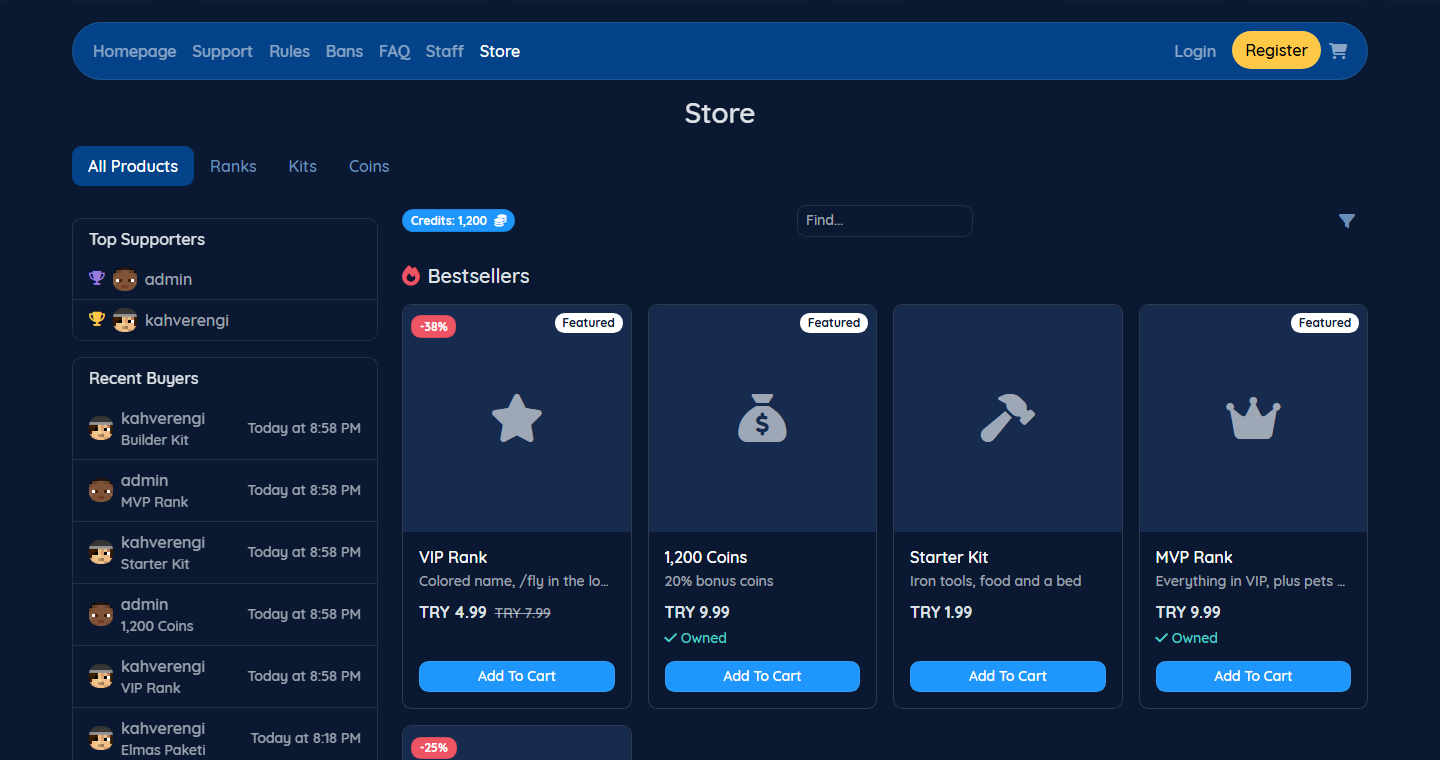 Homepage Support Rules Bans FAQ Staff Store Login Register
Store
All Products Ranks Kits Coins
Top Supporters
admin
kahverengi
Recent Buyers
kahverengi
Builder Kit
Today at 8:58 PM
admin
MVP Rank
Today at 8:58 PM
kahverengi
Starter Kit
Today at 8:58 PM
admin
1,200 Coins
Today at 8:58 PM
kahverengi
VIP Rank
Today at 8:58 PM
kahverengi
Elmas Paketi
Today at 8:18 PM
Credits: 1,200
Find...
Bestsellers
-38%
Featured
VIP Rank
Colored name, /fly in the lo...
TRY 4.99 TRY 7.99
Add To Cart
Featured
$
1,200 Coins
20% bonus coins
TRY 9.99
Owned
Add To Cart
Starter Kit
Iron tools, food and a bed
TRY 1.99
Add To Cart
Featured
MVP Rank
Everything in VIP, plus pets ...
TRY 9.99
Owned
Add To Cart
-25%